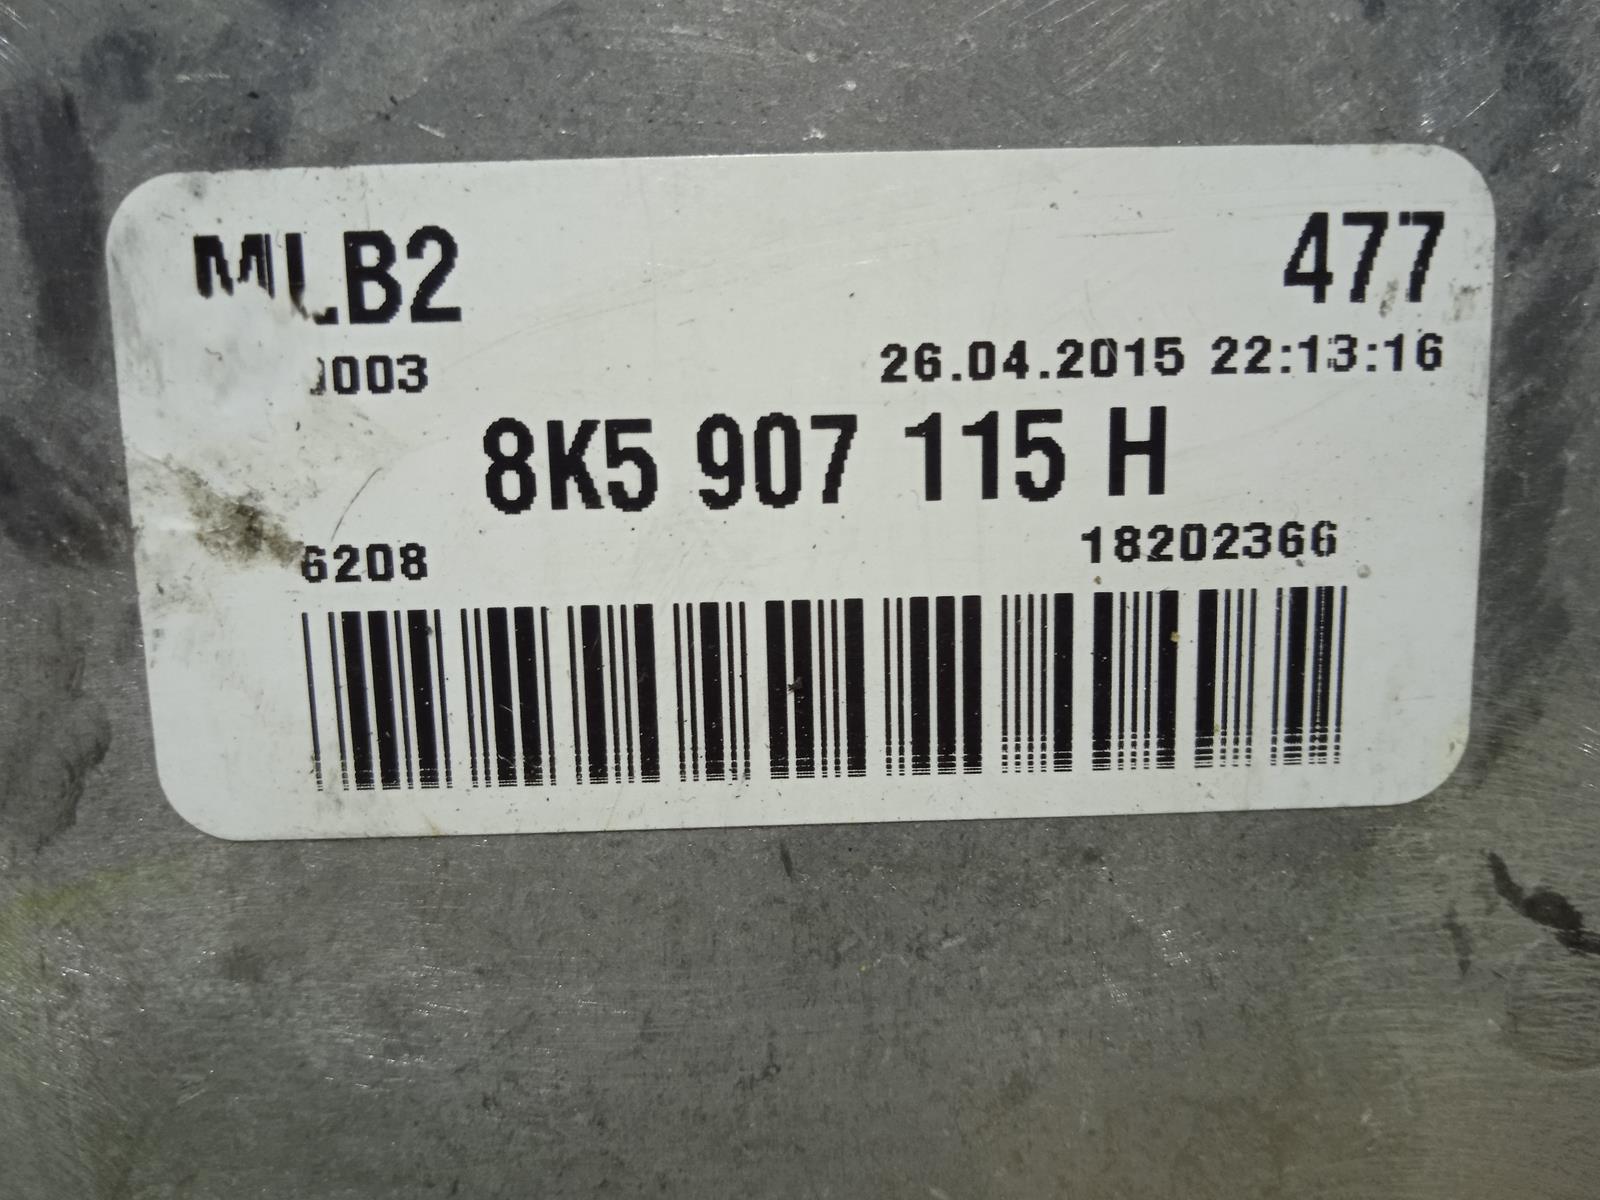 MLB2 477
0003 26.04.2015 22:13:16
8K5 907 115 H
6208 18202366